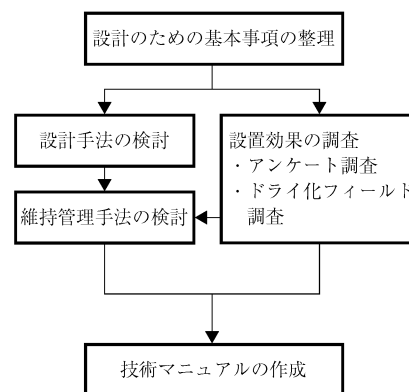 設計のための基本事項の整理
設計手法の検討
維持管理手法の検討
設置効果の調査
・アンケート調査
・ドライ化フィールド
調査
技術マニュアルの作成